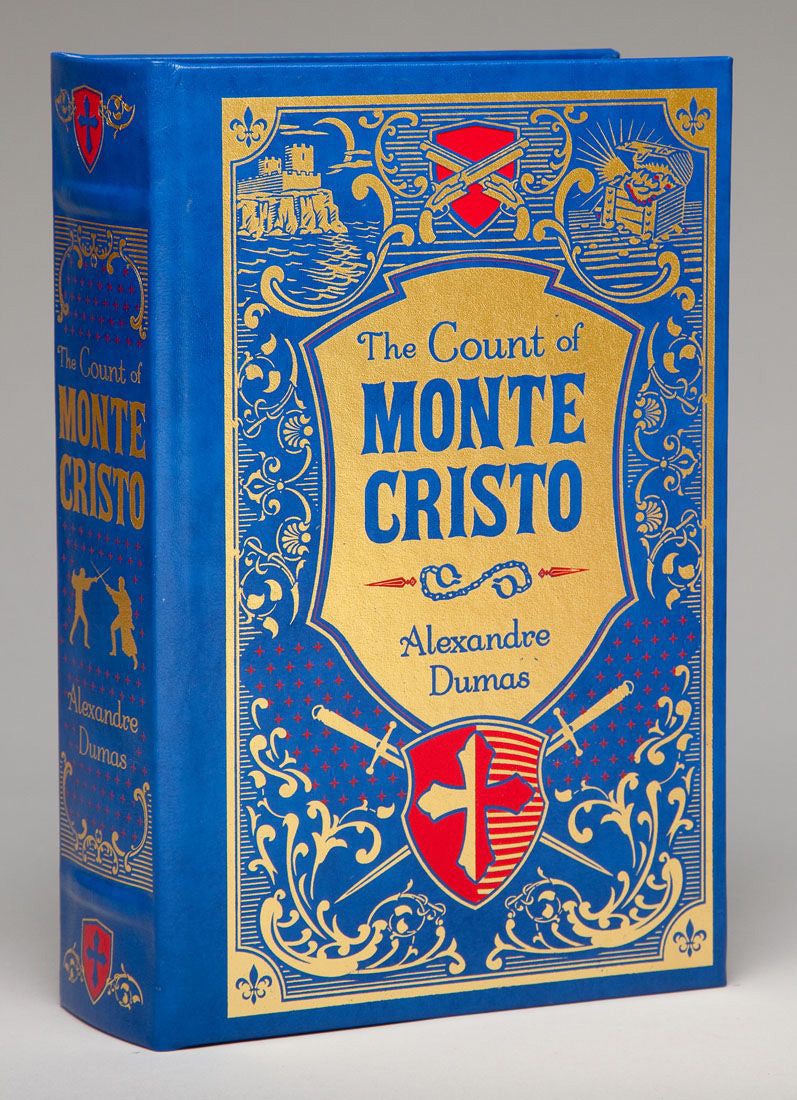 The Count of
MONTE
CRISTO
Alexandre
Dumas
The Count of
MONTE
CRISTO
Alexandre
Dumas